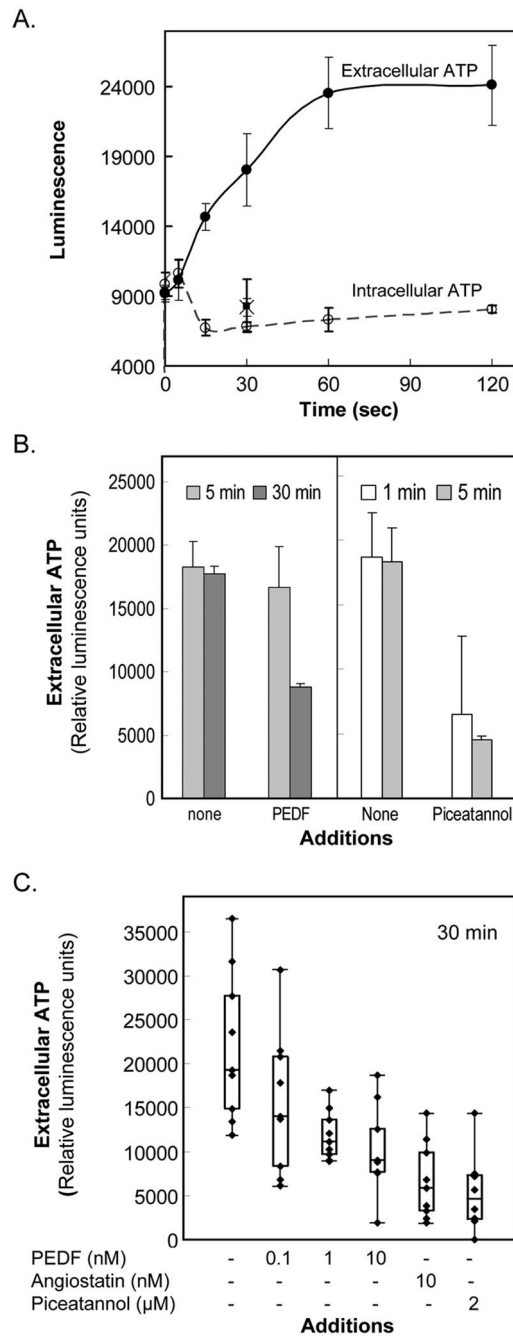 A.
Extracellular ATP
24000
19000
14000
9000
4000
Luminescence
Intracellular ATP
0 30 60 90 120
Time (sec)
B.
25000
20000
15000
10000
5000
0
Extracellular ATP
(Relative luminescence units)
5 min 30 min
1 min 5 min
none PEDF None Piceatannol
Additions
C.
35000
30000
25000
20000
15000
10000
5000
0
Extracellular ATP
(Relative luminescence units)
30 min
PEDF (nM) - 0.1 1 10 - -
Angiostatin (nM) - - - - 10 -
Piceatannol (µM) - - - - - 2
Additions